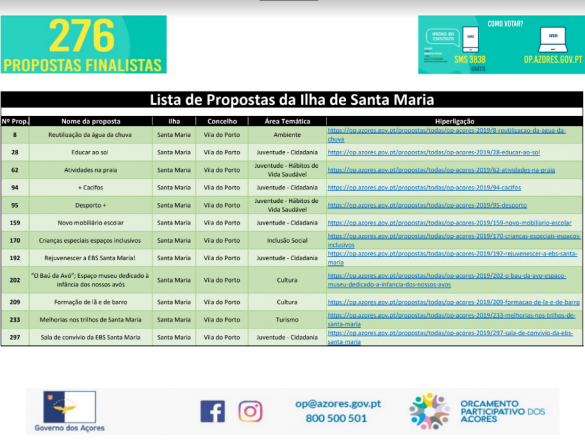 276
PROPOSTAS FINALISTAS
COMO VOTAR?
SMS
WEB
SMS 3838
GRÁTIS
OP.AZORES.GOV.PT
Lista de Propostas da Ilha de Santa Maria
Nº Prop. Nome da proposta Ilha Concelho Área Temática Hiperligação
8 Reutilização da água da chuva Santa Maria Vila do Porto Ambiente https://op.azores.gov.pt/propostas/todas/op-acores-2019/8-reutilizacao-da-agua-da-
chuva
28 Educar ao sol Santa Maria Vila do Porto Juventude - Cidadania https://op.azores.gov.pt/propostas/todas/op-acores-2019/28-educar-ao-sol
62 Atividades na praia Santa Maria Vila do Porto Juventude - Hábitos de
Vida Saudável https://op.azores.gov.pt/propostas/todas/op-acores-2019/62-atividades-na-praia
94 + Cacifos Santa Maria Vila do Porto Juventude - Cidadania https://op.azores.gov.pt/propostas/todas/op-acores-2019/94-cacifos
95 Desporto + Santa Maria Vila do Porto Juventude - Hábitos de
Vida Saudável https://op.azores.gov.pt/propostas/todas/op-acores-2019/95-desporto
159 Novo mobiliário escolar Santa Maria Vila do Porto Juventude - Cidadania https://op.azores.gov.pt/propostas/todas/op-acores-2019/159-novo-mobiliario-escolar
170 Crianças especiais espaços inclusivos Santa Maria Vila do Porto Inclusão Social https://op.azores.gov.pt/propostas/todas/op-acores-2019/170-criancas-especiais-espacos-
inclusivos
192 Rejuvenescer a EBS Santa Maria! Santa Maria Vila do Porto Juventude - Cidadania https://op.azores.gov.pt/propostas/todas/op-acores-2019/192-rejuvenescer-a-ebs-santa-
maria
202 "O Baú da Avó"; Espaço museu dedicado à
infância dos nossos avós Santa Maria Vila do Porto Cultura https://op.azores.gov.pt/propostas/todas/op-acores-2019/202-o-bau-da-avo-espaco-
museu-dedicado-a-infancia-dos-nossos-avos
209 Formação de lã e de barro Santa Maria Vila do Porto Cultura https://op.azores.gov.pt/propostas/todas/op-acores-2019/209-formacao-de-la-e-de-barro
233 Melhorias nos trilhos de Santa Maria Santa Maria Vila do Porto Turismo https://op.azores.gov.pt/propostas/todas/op-acores-2019/233-melhorias-nos-trilhos-de-
santa-maria
297 Sala de convívio da EBS Santa Maria Santa Maria Vila do Porto Juventude - Cidadania https://op.azores.gov.pt/propostas/todas/op-acores-2019/297-sala-de-convivio-da-ebs-
santa-maria
Governo dos Açores
op@azores.gov.pt
800 500 501
ORÇAMENTO
PARTICIPATIVO DOS
AÇORES